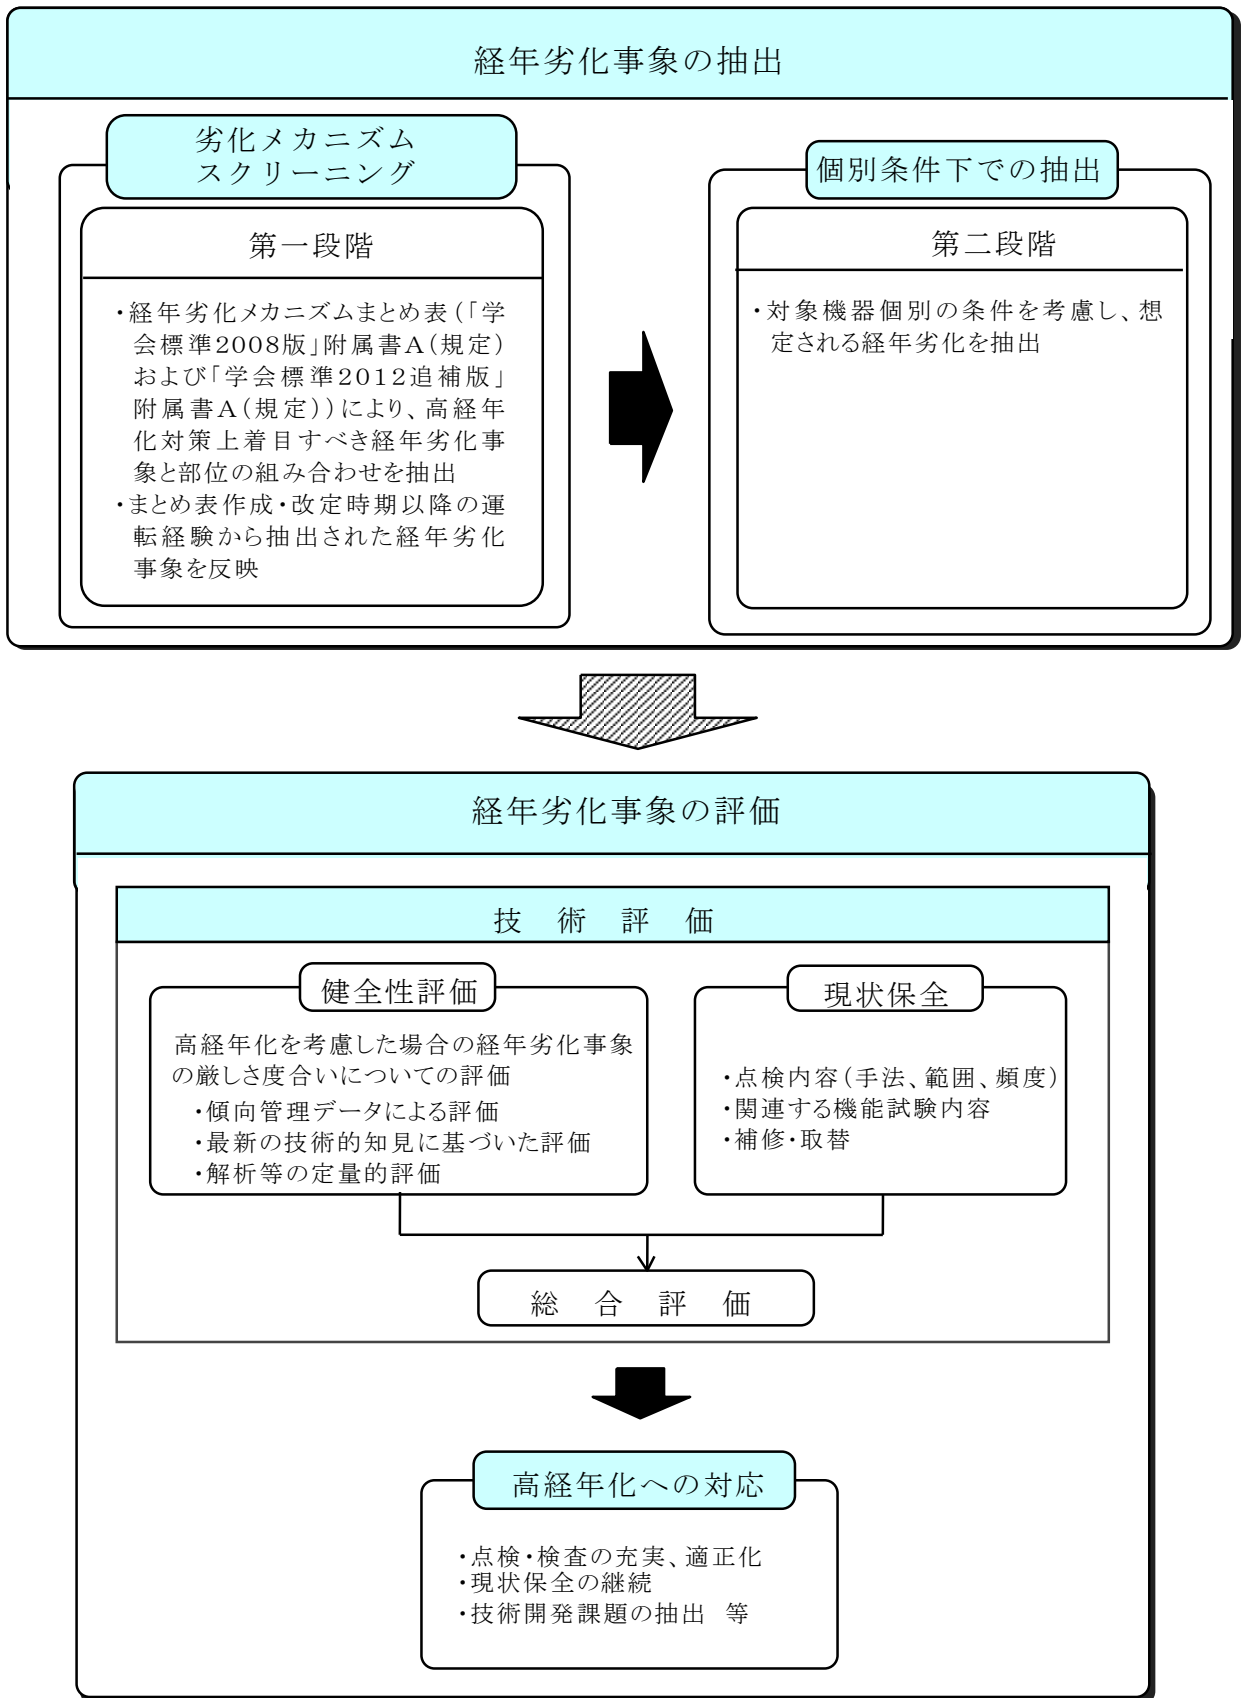 経年劣化事象の抽出
劣化メカニズム
スクリーニング
第一段階
・経年劣化メカニズムまとめ表(「学
会標準2008版」附属書A(規定)
および「学会標準2012追補版」
附属書A(規定))により、高経年
化対策上着目すべき経年劣化事
象と部位の組み合わせを抽出
・まとめ表作成・改定時期以降の運
転経験から抽出された経年劣化
事象を反映
個別条件下での抽出
第二段階
・対象機器個別の条件を考慮し、想
定される経年劣化を抽出
経年劣化事象の評価
技術評価
健全性評価
高経年化を考慮した場合の経年劣化事象
の厳しさ度合いについての評価
・傾向管理データによる評価
・最新の技術的知見に基づいた評価
・解析等の定量的評価
現状保全
・点検内容(手法、範囲、頻度)
・関連する機能試験内容
・補修・取替
総合評価
高経年化への対応
・点検・検査の充実、適正化
・現状保全の継続
・技術開発課題の抽出 等